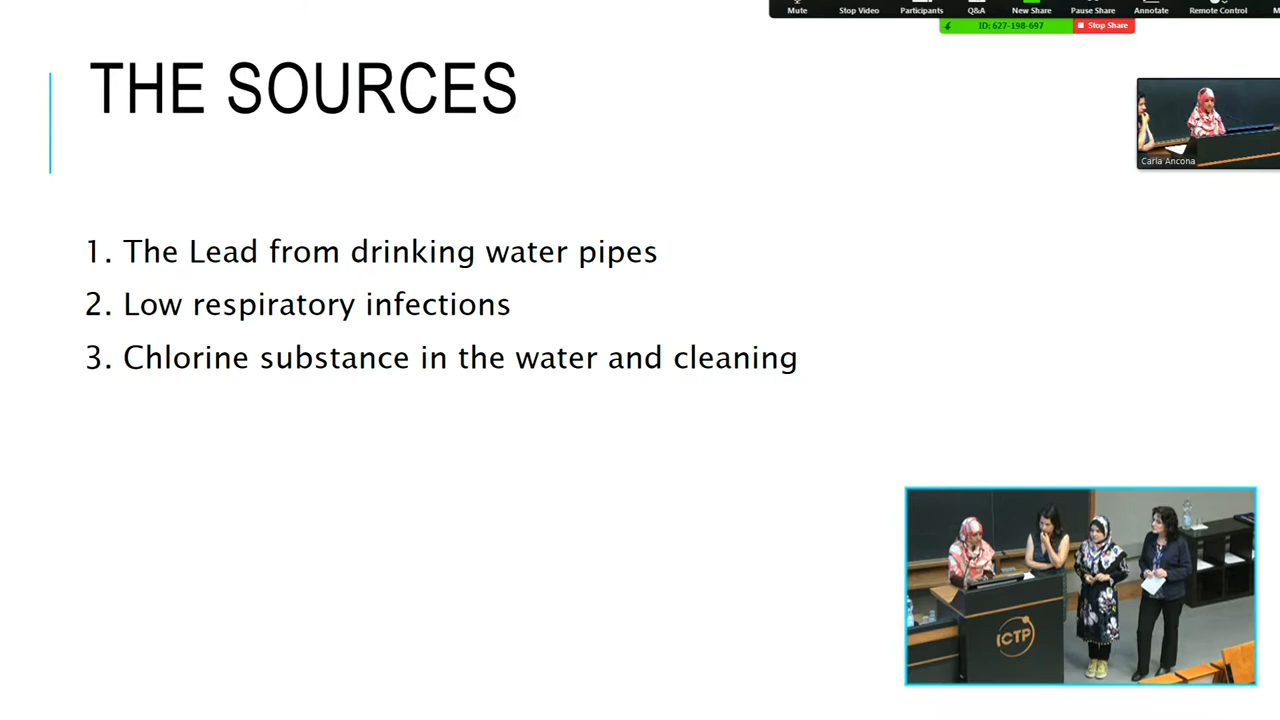 Mute Stop Video Participants Q&A New Share Pause Share Annotate Remote Control
ID: 627-198-697 Stop Share
THE SOURCES
Carla Ancona
1. The Lead from drinking water pipes
2. Low respiratory infections
3. Chlorine substance in the water and cleaning
ICTP